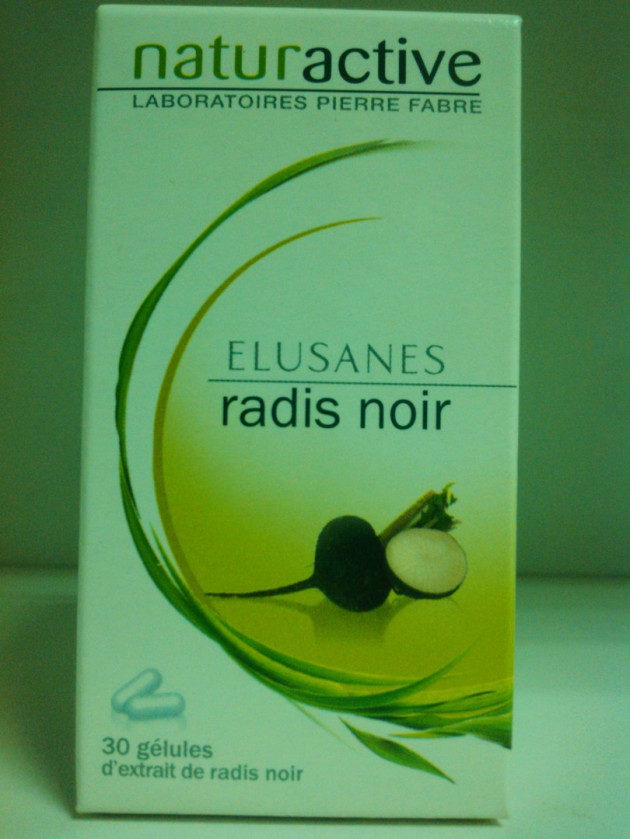 naturactive
LABORATOIRES PIERRE FABRE
ELUSANES
radis noir
30 gélules
d'extrait de radis noir